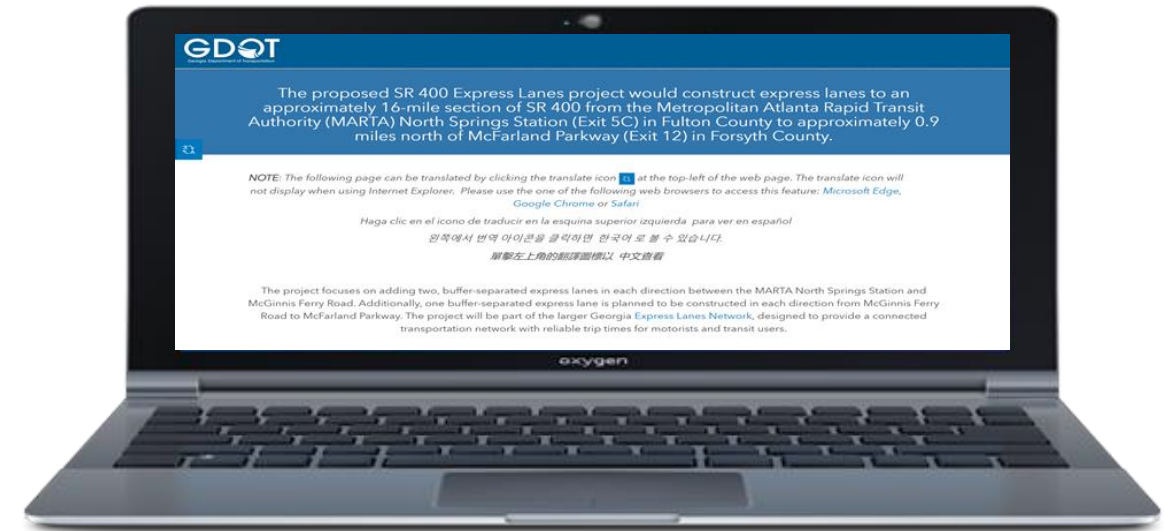 GDOT
Georgia Department of Transportation
The proposed SR 400 Express Lanes project would construct express lanes to an
approximately 16-mile section of SR 400 from the Metropolitan Atlanta Rapid Transit
Authority (MARTA) North Springs Station (Exit 5C) in Fulton County to approximately 0.9
miles north of McFarland Parkway (Exit 12) in Forsyth County.
NOTE: The following page can be translated by clicking the translate icon at the top-left of the web page. The translate icon will
not display when using Internet Explorer. Please use the one of the following web browsers to access this feature: Microsoft Edge,
Google Chrome or Safari
Haga clic en el icono de traducir en la esquina superior izquierda para ver en español
왼쪽에서 번역 아이콘을 클릭하면 한국어 로 볼 수 있습니다.
單擊左上角的翻譯圖標以 中文查看
The project focuses on adding two, buffer-separated express lanes in each direction between the MARTA North Springs Station and
McGinnis Ferry Road. Additionally, one buffer-separated express lane is planned to be constructed in each direction from McGinnis Ferry
Road to McFarland Parkway. The project will be part of the larger Georgia Express Lanes Network, designed to provide a connected
transportation network with reliable trip times for motorists and transit users.
oxygen